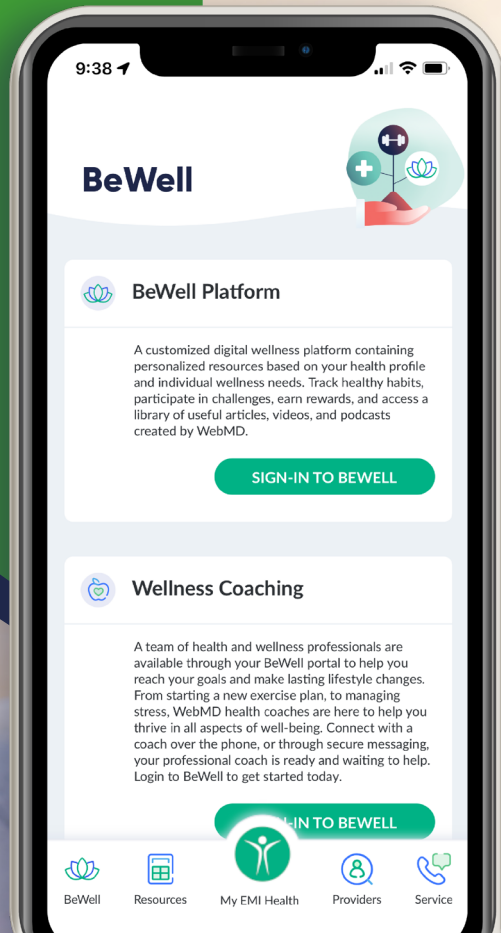 9:38
BeWell
BeWell Platform
A customized digital wellness platform containing
personalized resources based on your health profile
and individual wellness needs. Track healthy habits,
participate in challenges, earn rewards, and access a
library of useful articles, videos, and podcasts
created by WebMD.
SIGN-IN TO BEWELL
Wellness Coaching
A team of health and wellness professionals are
available through your BeWell portal to help you
reach your goals and make lasting lifestyle changes.
From starting a new exercise plan, to managing
stress, WebMD health coaches are here to help you
thrive in all aspects of well-being. Connect with a
coach over the phone, or through secure messaging,
your professional coach is ready and waiting to help.
Login to BeWell to get started today.
-IN TO BEWELL
BeWell Resources My EMI Health Providers Service